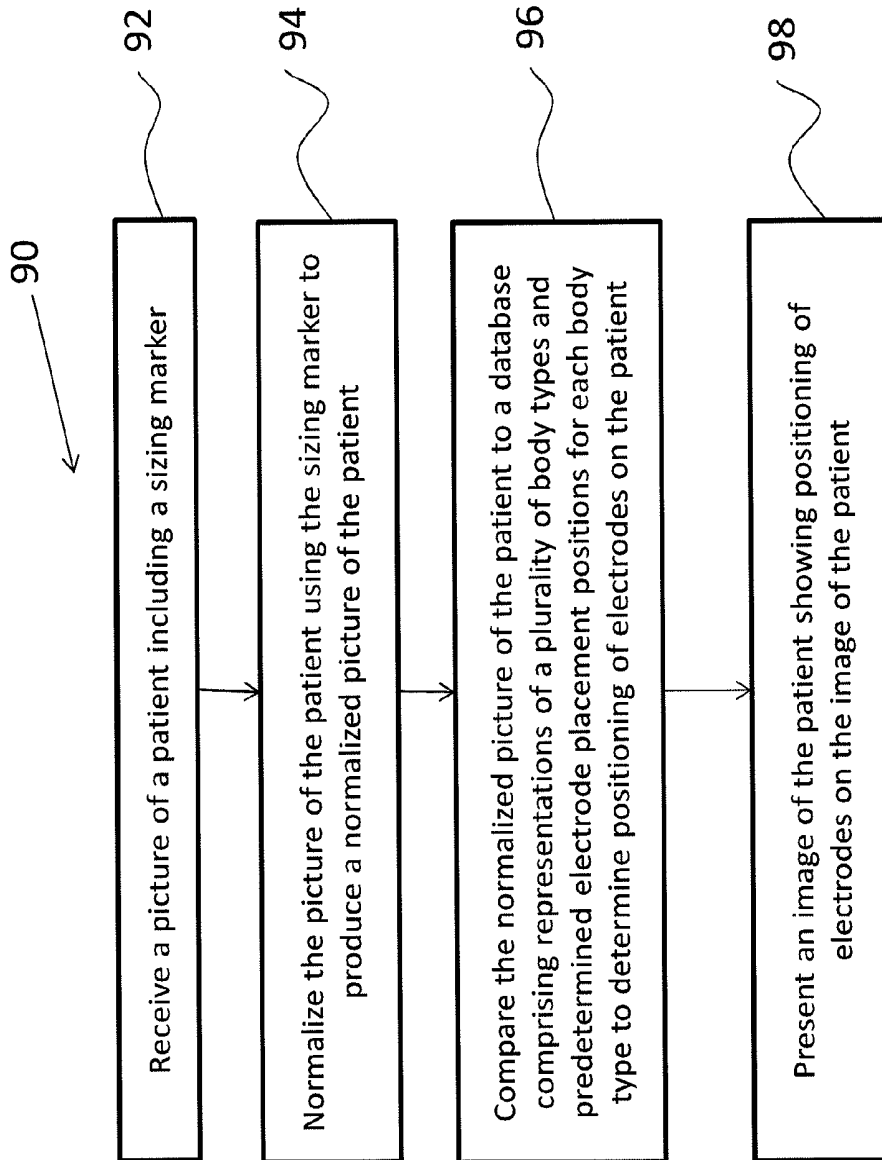 90
Receive a picture of a patient including a sizing marker
92
Normalize the picture of the patient using the sizing marker to
produce a normalized picture of the patient
94
Compare the normalized picture of the patient to a database
comprising representations of a plurality of body types and
predetermined electrode placement positions for each body
type to determine positioning of electrodes on the patient
96
Present an image of the patient showing positioning of
electrodes on the image of the patient
98